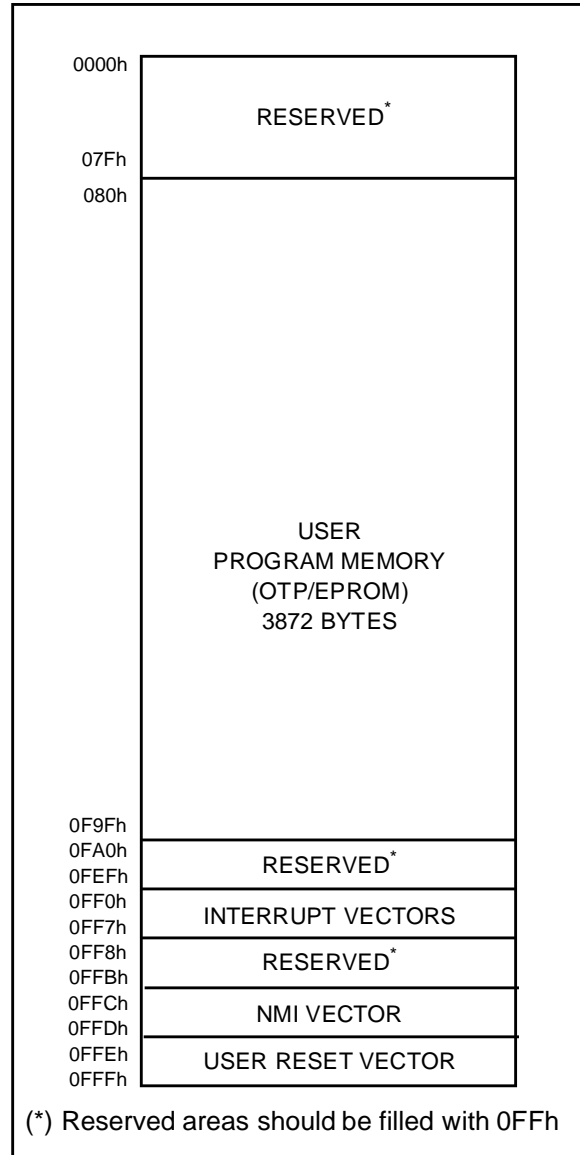 0000h
RESERVED*
07Fh
080h
USER
PROGRAM MEMORY
(OTP/EPROM)
3872 BYTES
0F9Fh
0FA0h
RESERVED*
0FEFh
0FF0h
INTERRUPT VECTORS
0FF7h
0FF8h
RESERVED*
0FFBh
0FFCh
NMI VECTOR
0FFDh
0FFEh
USER RESET VECTOR
0FFFh
(*) Reserved areas should be filled with 0FFh